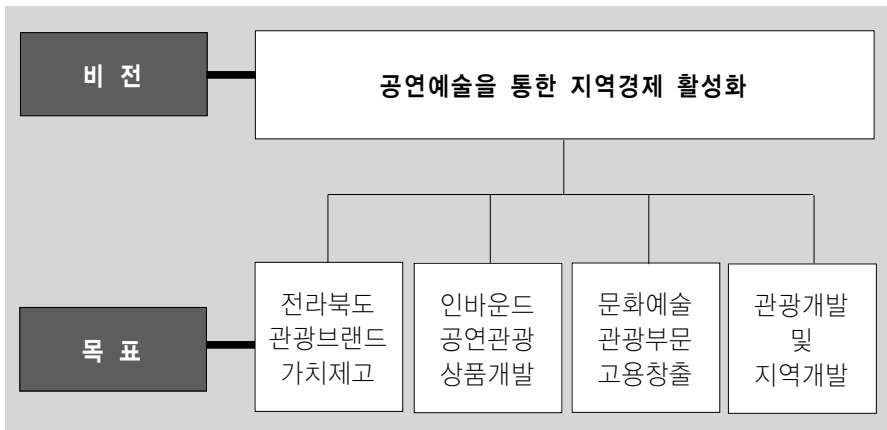 비 전
공연예술을 통한 지역경제 활성화
목 표
전라북도
관광브랜드
가치제고
인바운드
공연관광
상품개발
문화예술
관광부문
고용창출
관광개발
및
지역개발